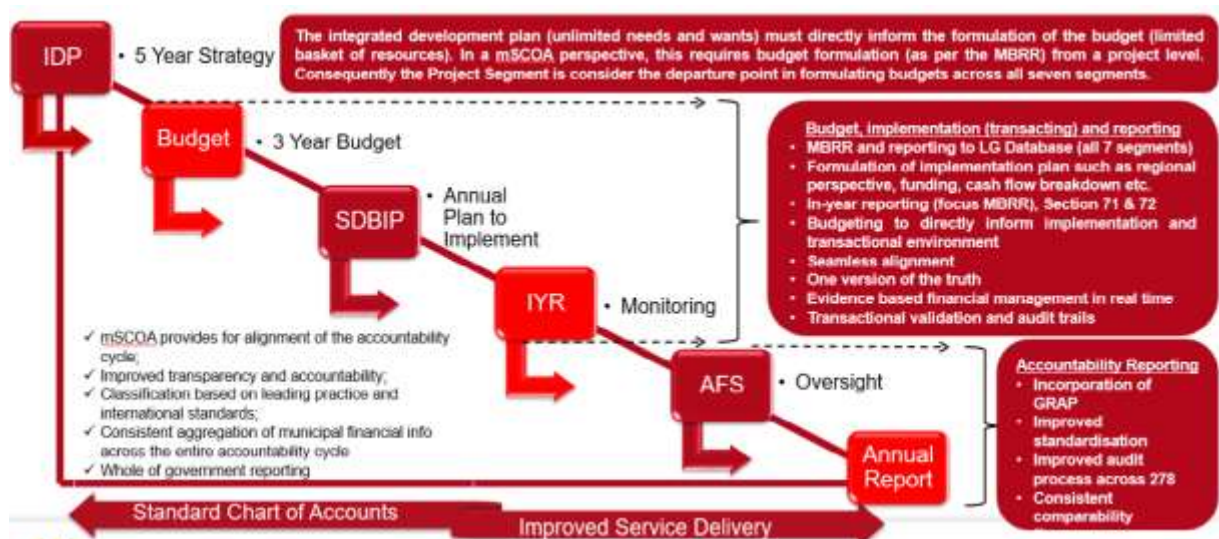 IDP
• 5 Year Strategy
The integrated development plan (unlimited needs and wants) must directly inform the formulation of the budget (limited
basket of resources). In a mSCOA perspective, this requires budget formulation (as per the MBRR) from a project level.
Consequently the Project Segment is consider the departure point in formulating budgets across all seven segments.
Budget
• 3 Year Budget
SDBIP
• Annual
Plan to
Implement
IYR
• Monitoring
AFS
• Oversight
Annual
Report
Budget, implementation (transacting) and reporting
• MBRR and reporting to LG Database (all 7 segments)
• Formulation of implementation plan such as regional
perspective, funding, cash flow breakdown etc.
• In-year reporting (focus MBRR), Section 71 & 72
• Budgeting to directly inform implementation and
transactional environment
• Seamless alignment
• One version of the truth
• Evidence based financial management in real time
• Transactional validation and audit trails
✓ mSCOA provides for alignment of the accountability
cycle;
✓ Improved transparency and accountability;
✓ Classification based on leading practice and
international standards;
✓ Consistent aggregation of municipal financial info
across the entire accountability cycle
✓ Whole of government reporting
Accountability Reporting
• Incorporation of
GRAP
• Improved
standardisation
• Improved audit
process across 278
• Consistent
comparability
Standard Chart of Accounts
Improved Service Delivery